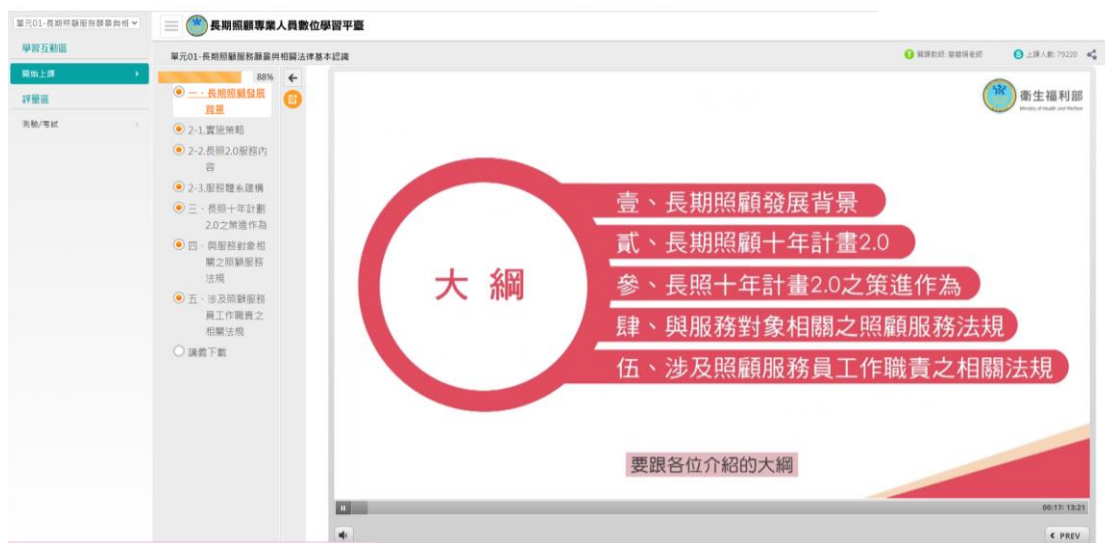 單元01-長期照顧服務願景與相
學習互動區
開始上課
評量區
測驗/考試
長期照顧專業人員數位學習平臺
單元01-長期照顧服務願景與相關法律基本認識
上課人數: 79220
88%
一、長期照顧發展
背景
2-1.實施策略
2-2.長照2.0服務內
容
2-3.服務體系建構
三、長照十年計劃
2.0之策進作為
四、與服務對象相
關之照顧服務
法規
五、涉及照顧服務
員工作職責之
相關法規
講義下載
衛生福利部
Ministry of Health and Welfare
大綱
壹、長期照顧發展背景
貳、長期照顧十年計畫2.0
參、長照十年計畫2.0之策進作為
肆、與服務對象相關之照顧服務法規
伍、涉及照顧服務員工作職責之相關法規
要跟各位介紹的大綱
00:17/ 13:21
PREV